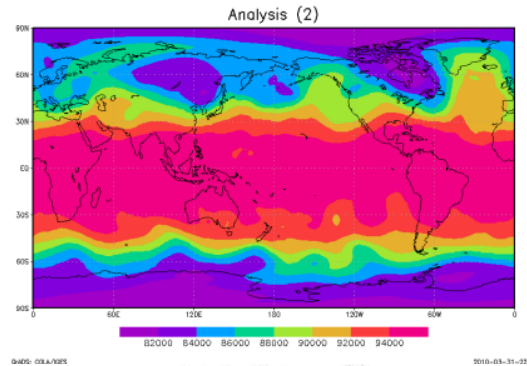 Analysis (2)
90N
60N
30N
EQ
30S
60S
90S
0 60E 120E 180 120W 60W 0
82000 84000 86000 88000 90000 92000 94000
GrADS: COLA/IGES 2010-03-31-22